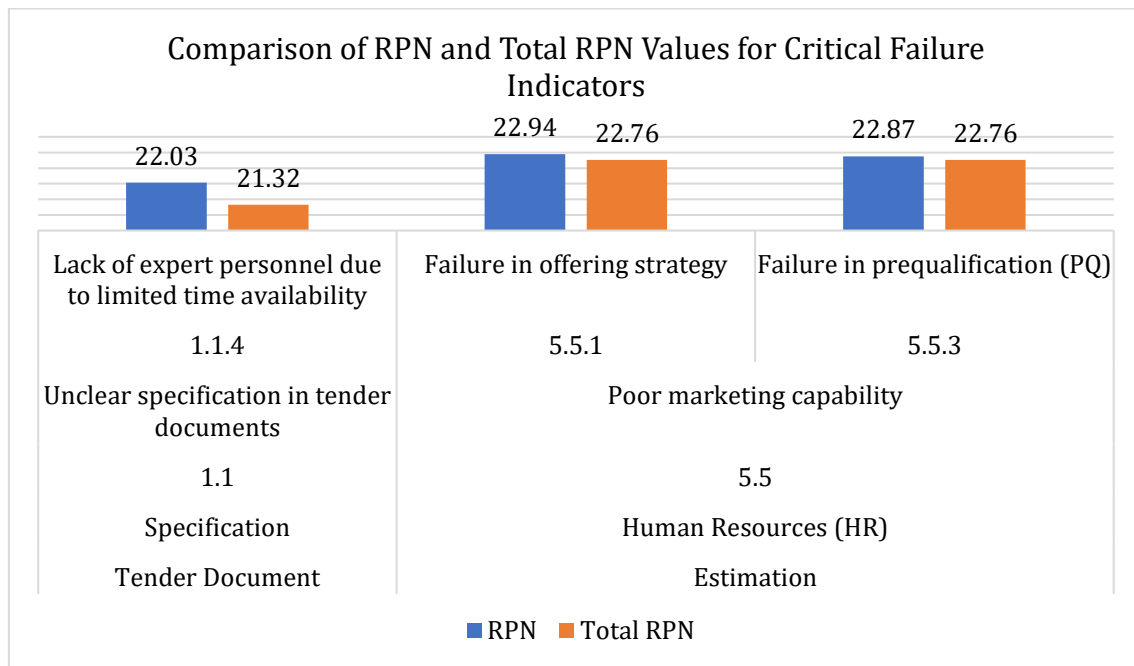 Comparison of RPN and Total RPN Values for Critical Failure
Indicators
22.03
21.32
22.94
22.76
22.87
22.76
Lack of expert personnel due
to limited time availability
Failure in offering strategy
Failure in prequalification (PQ)
1.1.4
5.5.1
5.5.3
Unclear specification in tender
documents
Poor marketing capability
1.1
5.5
Specification
Human Resources (HR)
Tender Document
Estimation
RPN
Total RPN